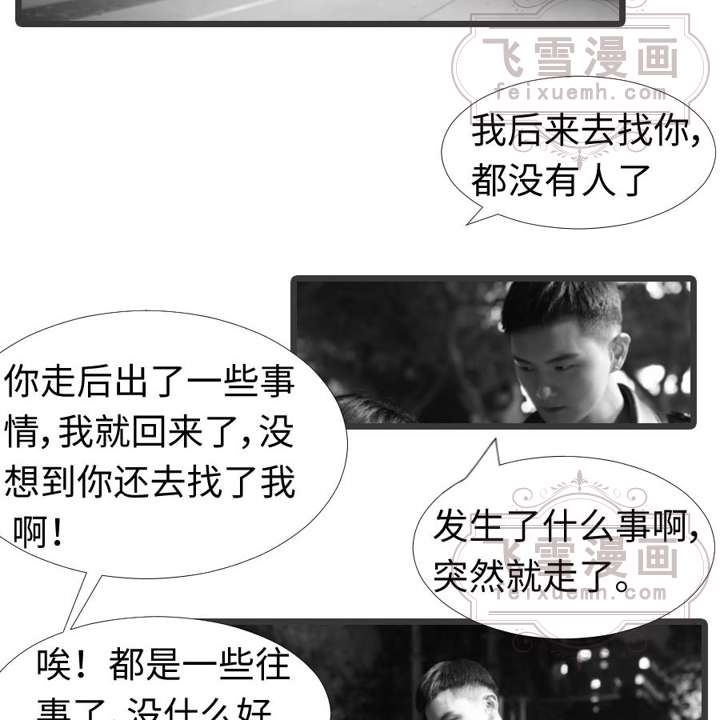 飞雪漫画
feixuemh.com
我后来去找你,
都没有人了
你走后出了一些事
情,我就回来了,没
想到你还去找了我
啊！
发生了什么事啊,
突然就走了。
飞雪漫画
feixuemh.com
唉！都是一些往
事了,没什么好